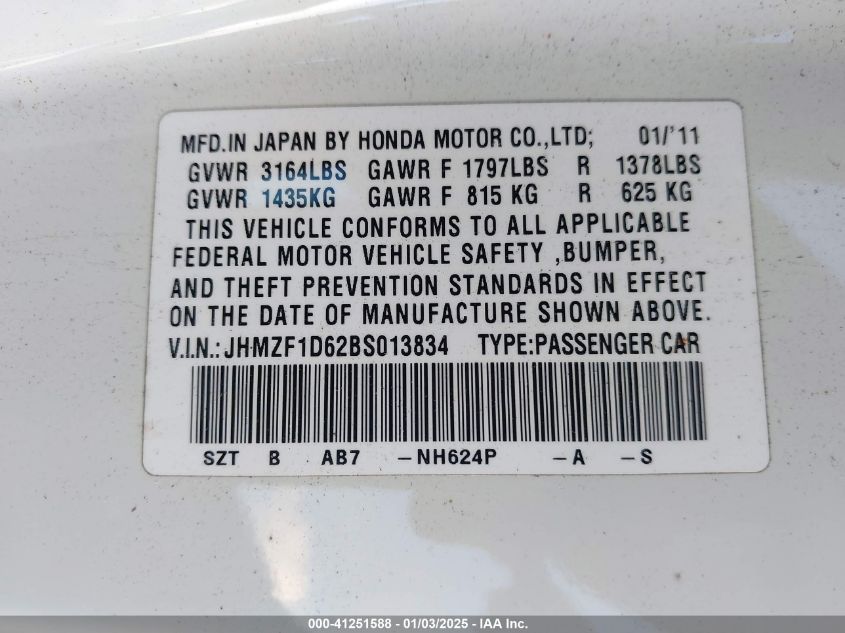 MFD.IN JAPAN BY HONDA MOTOR CO.,LTD; 01/'11
GVWR 3164LBS GAWR F 1797LBS R 1378LBS
GVWR 1435KG GAWR F 815 KG R 625 KG
THIS VEHICLE CONFORMS TO ALL APPLICABLE
FEDERAL MOTOR VEHICLE SAFETY ,BUMPER,
AND THEFT PREVENTION STANDARDS IN EFFECT
ON THE DATE OF MANUFACTURE SHOWN ABOVE.
V.I.N.: JHMZF1D62BS013834 TYPE:PASSENGER CAR
SZT B AB7 -NH624P -A -S
000-41251588 - 01/03/2025 - IAA Inc.